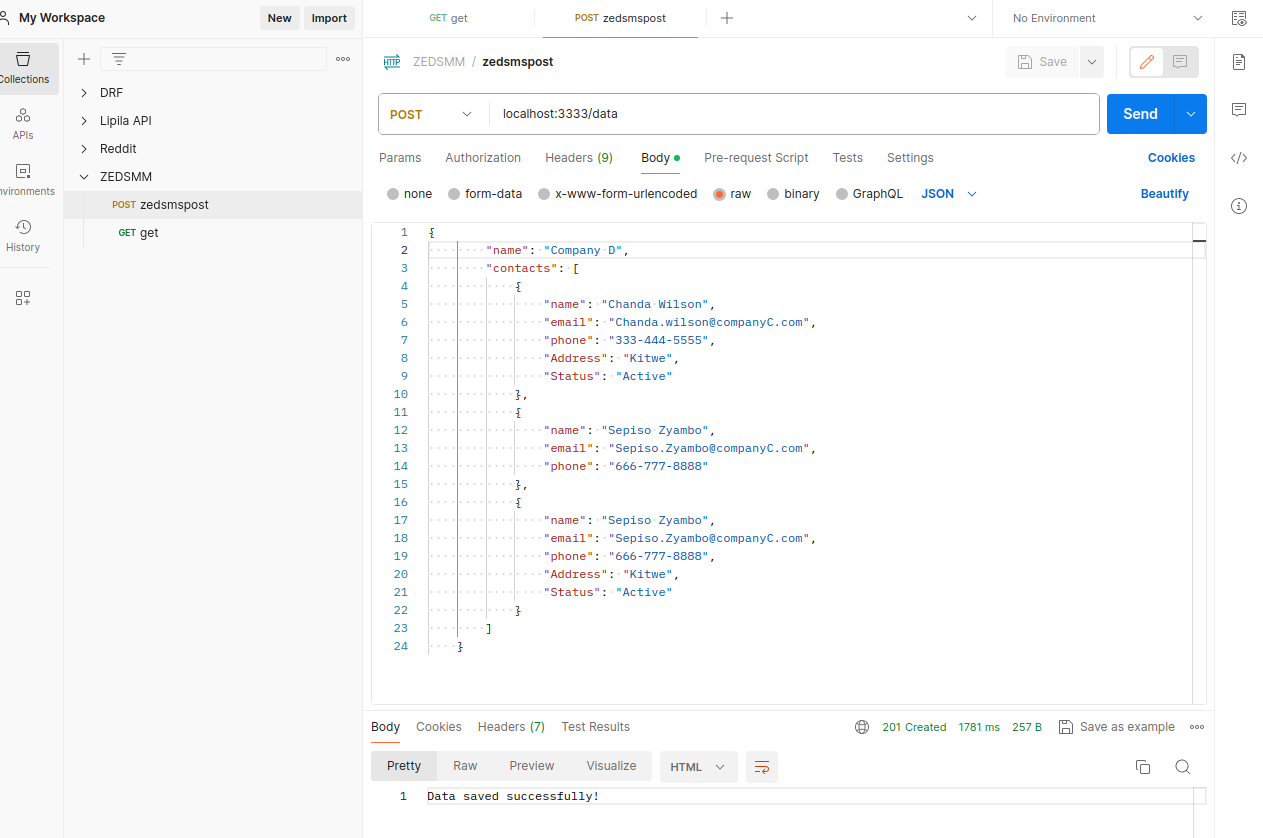 My Workspace
New
Import
GET get
POST zedsmspost
No Environment
Collections
APIs
nvironments
History
DRF
Lipila API
Reddit
ZEDSMM
POST zedsmspost
GET get
HTTP ZEDSMM / zedsmspost
Save
POST
localhost:3333/data
Send
Params
Authorization
Headers (9)
Body
Pre-request Script
Tests
Settings
Cookies
none
form-data
x-www-form-urlencoded
raw
binary
GraphQL
JSON
Beautify
1 {
2 "name": "Company D",
3 "contacts": [
4 {
5 "name": "Chanda Wilson",
6 "email": "Chanda.wilson@companyC.com",
7 "phone": "333-444-5555",
8 "Address": "Kitwe",
9 "Status": "Active"
10 },
11 {
12 "name": "Sepiso Zyambo",
13 "email": "Sepiso.Zyambo@companyC.com",
14 "phone": "666-777-8888"
15 },
16 {
17 "name": "Sepiso Zyambo",
18 "email": "Sepiso.Zyambo@companyC.com",
19 "phone": "666-777-8888",
20 "Address": "Kitwe",
21 "Status": "Active"
22 }
23 ]
24 }
Body
Cookies
Headers (7)
Test Results
201 Created
1781 ms
257 B
Save as example
Pretty
Raw
Preview
Visualize
HTML
1 Data saved successfully!